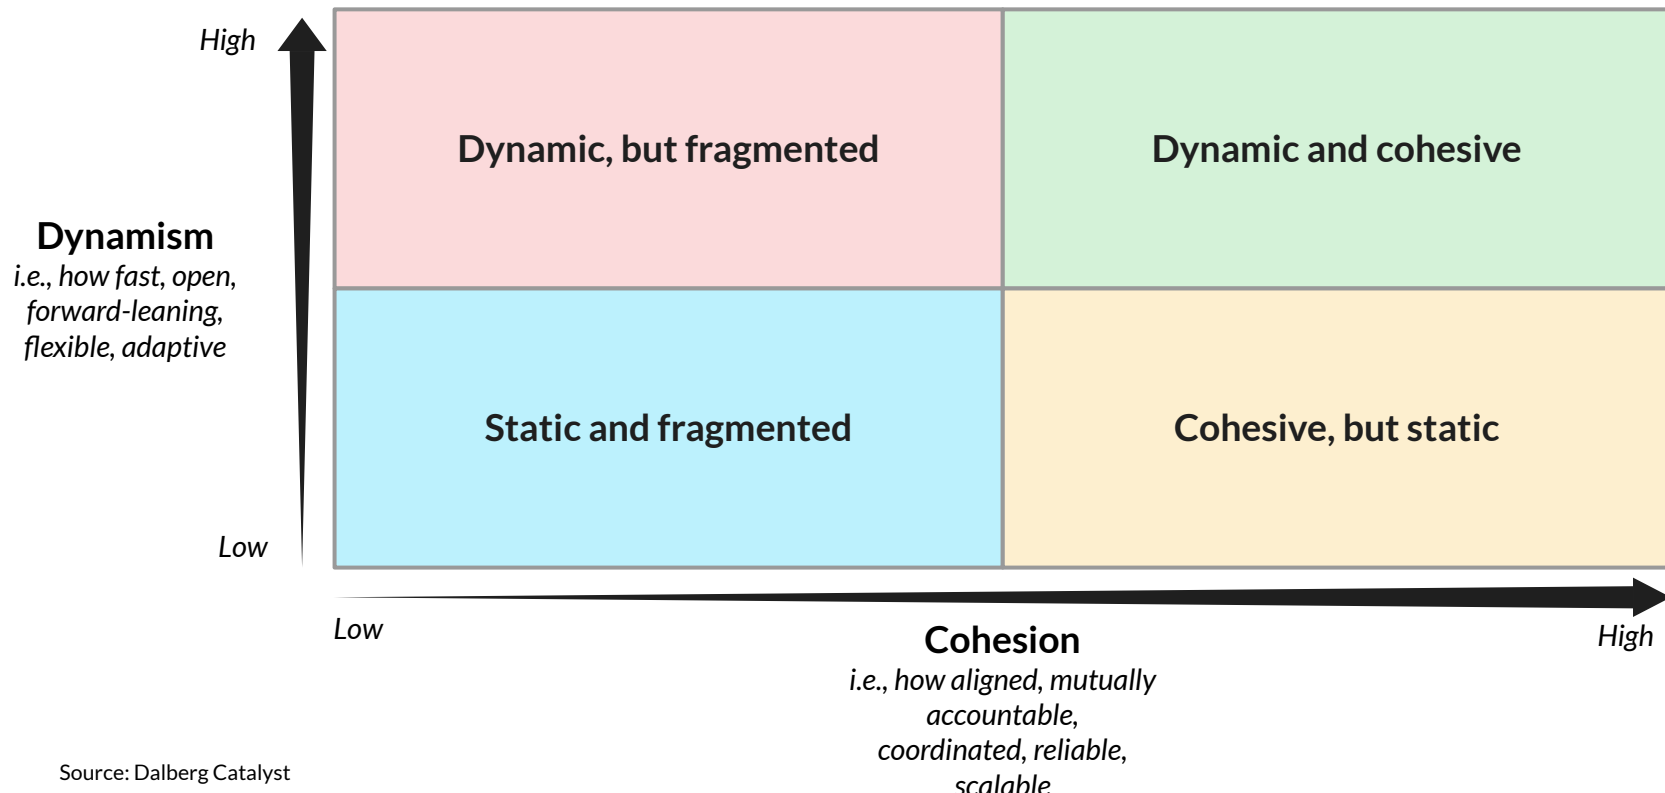 High
Dynamic, but fragmented
Dynamic and cohesive
Dynamism
i.e., how fast, open,
forward-leaning,
flexible, adaptive
Static and fragmented
Cohesive, but static
Low
Low
Cohesion
High
i.e., how aligned, mutually
accountable,
coordinated, reliable,
scalable
Source: Dalberg Catalyst